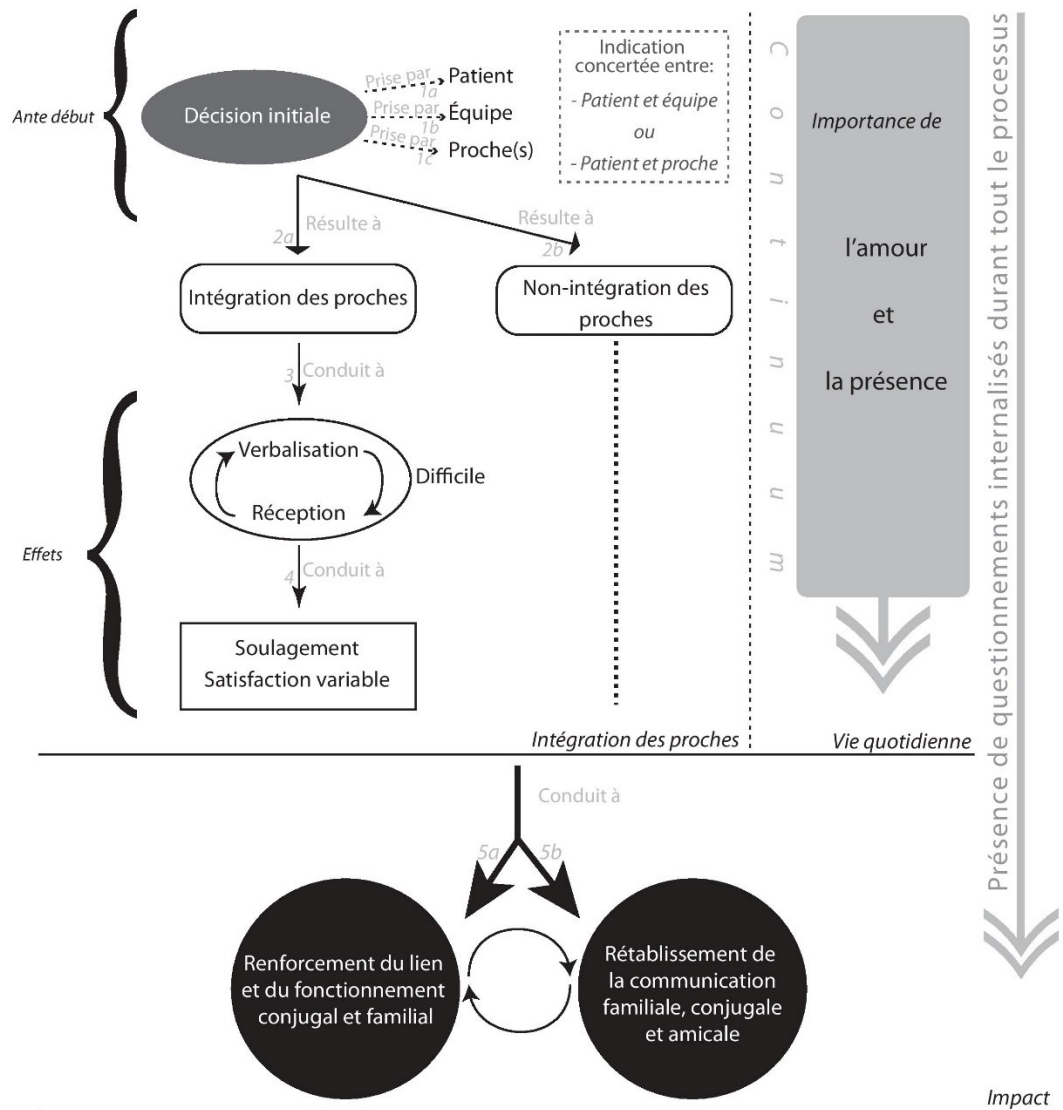 Ante début
Décision initiale
Prise par
1a
Patient
Prise par
1b
Équipe
Prise par
1c
Proche(s)
Indication
concertée entre:
- Patient et équipe
ou
- Patient et proche
2a
Résulte à
Résulte à
2b
Intégration des proches
Non-intégration des
proches
3
Conduit à
Effets
Verbalisation
Réception
Difficile
4
Conduit à
Soulagement
Satisfaction variable
Continuum
Importance de
l'amour
et
la présence
Présence de questionnements internalisés durant tout le processus
Intégration des proches
Vie quotidienne
Conduit à
5a
5b
Renforcement du lien
et du fonctionnement
conjugal et familial
Rétablissement de
la communication
familiale, conjugale
et amicale
Impact